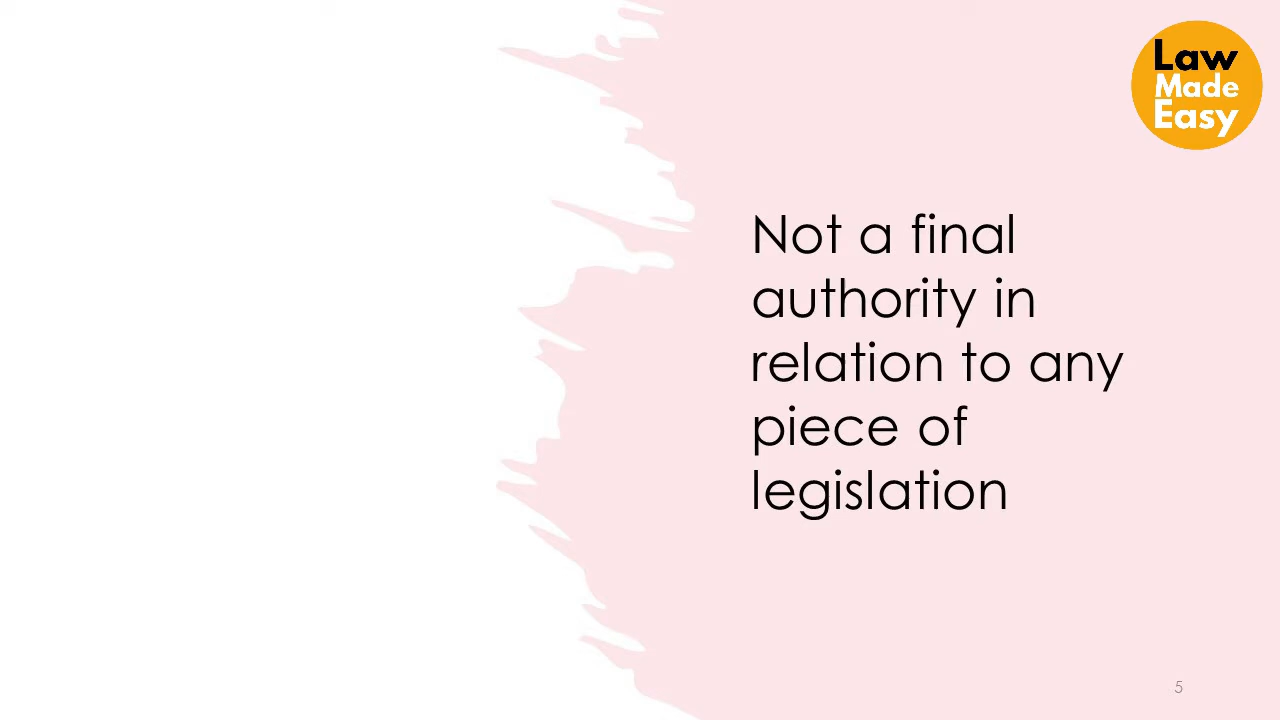 Law
Made
Easy
Not a final
authority in
relation to any
piece of
legislation
5